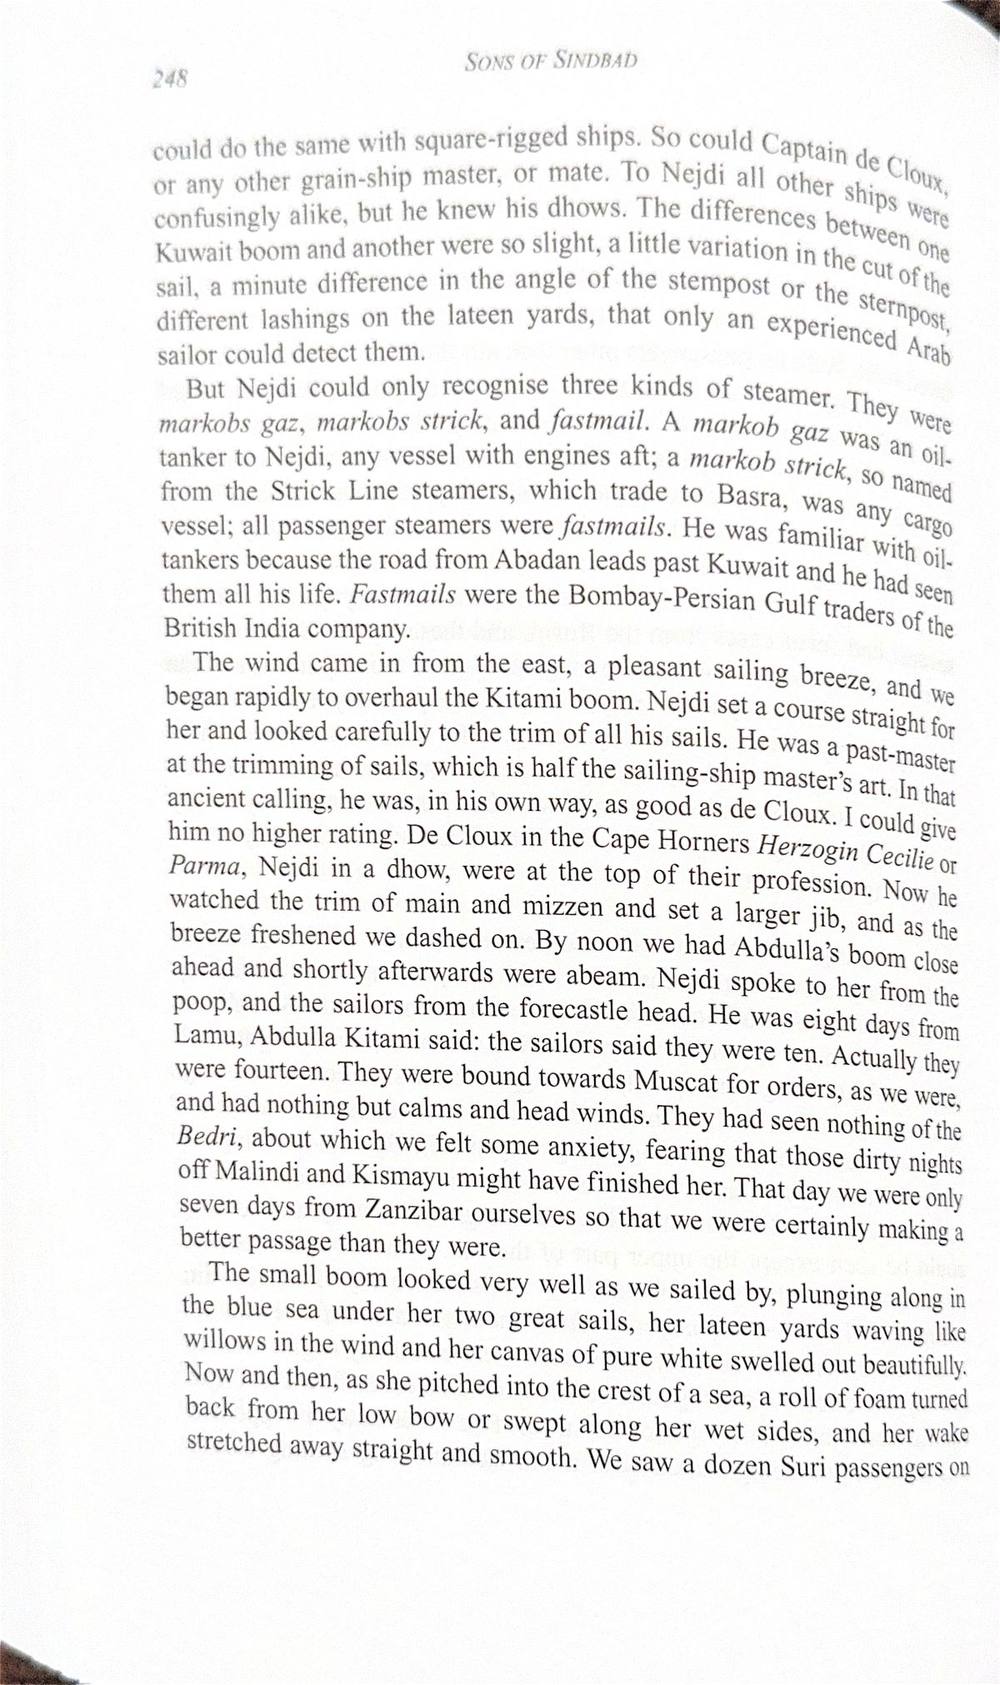 248
SONS OF SINDBAD
could do the same with square-rigged ships. So could Captain de Cloux,
or any other grain-ship master, or mate. To Nejdi all other ships were
confusingly alike, but he knew his dhows. The differences between one
Kuwait boom and another were so slight, a little variation in the cut of the
sail, a minute difference in the angle of the stempost or the sternpost,
different lashings on the lateen yards, that only an experienced Arab
sailor could detect them.
But Nejdi could only recognise three kinds of steamer. They were
markobs gaz, markobs strick, and fastmail. A markob gaz was an oil-
tanker to Nejdi, any vessel with engines aft; a markob strick, so named
from the Strick Line steamers, which trade to Basra, was any cargo
vessel; all passenger steamers were fastmails. He was familiar with oil-
tankers because the road from Abadan leads past Kuwait and he had seen
them all his life. Fastmails were the Bombay-Persian Gulf traders of the
British India company.
The wind came in from the east, a pleasant sailing breeze, and we
began rapidly to overhaul the Kitami boom. Nejdi set a course straight for
her and looked carefully to the trim of all his sails. He was a past-master
at the trimming of sails, which is half the sailing-ship master's art. In that
ancient calling, he was, in his own way, as good as de Cloux. I could give
him no higher rating. De Cloux in the Cape Horners Herzogin Cecilie or
Parma, Nejdi in a dhow, were at the top of their profession. Now he
watched the trim of main and mizzen and set a larger jib, and as the
breeze freshened we dashed on. By noon we had Abdulla's boom close
ahead and shortly afterwards were abeam. Nejdi spoke to her from the
poop, and the sailors from the forecastle head. He was eight days from
Lamu, Abdulla Kitami said: the sailors said they were ten. Actually they
were fourteen. They were bound towards Muscat for orders, as we were,
and had nothing but calms and head winds. They had seen nothing of the
Bedri, about which we felt some anxiety, fearing that those dirty nights
off Malindi and Kismayu might have finished her. That day we were only
seven days from Zanzibar ourselves so that we were certainly making a
better passage than they were.
The small boom looked very well as we sailed by, plunging along in
the blue sea under her two great sails, her lateen yards waving like
willows in the wind and her canvas of pure white swelled out beautifully.
Now and then, as she pitched into the crest of a sea, a roll of foam turned
back from her low bow or swept along her wet sides, and her wake
stretched away straight and smooth. We saw a dozen Suri passengers on